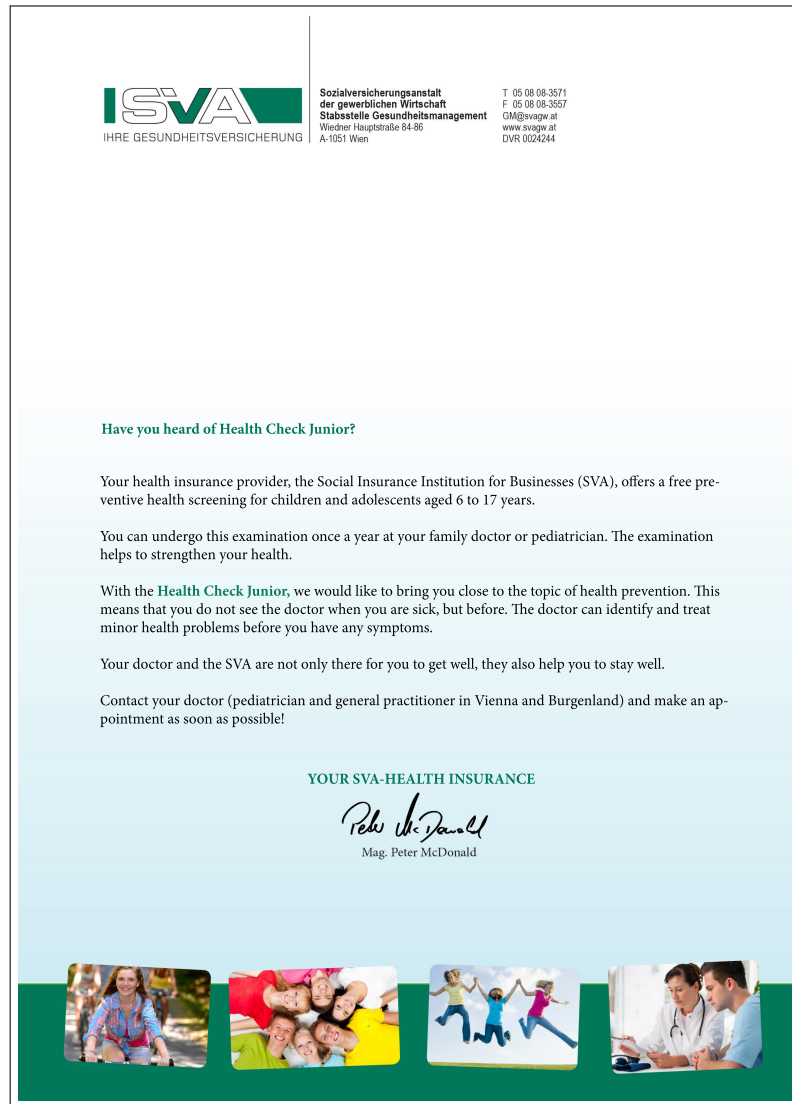 SVA
IHRE GESUNDHEITSVERSICHERUNG
Sozialversicherungsanstalt
der gewerblichen Wirtschaft
Stabsstelle Gesundheitsmanagement
Wiedner Hauptstraße 84-86
A-1051 Wien
T 05 08 08-3571
F 05 08 08-3557
GM@svagw.at
www.svagw.at
DVR 0024244
Have you heard of Health Check Junior?
Your health insurance provider, the Social Insurance Institution for Businesses (SVA), offers a free pre-
ventive health screening for children and adolescents aged 6 to 17 years.
You can undergo this examination once a year at your family doctor or pediatrician. The examination
helps to strengthen your health.
With the Health Check Junior, we would like to bring you close to the topic of health prevention. This
means that you do not see the doctor when you are sick, but before. The doctor can identify and treat
minor health problems before you have any symptoms.
Your doctor and the SVA are not only there for you to get well, they also help you to stay well.
Contact your doctor (pediatrician and general practitioner in Vienna and Burgenland) and make an ap-
pointment as soon as possible!
YOUR SVA-HEALTH INSURANCE
Peter McDonald
Mag. Peter McDonald